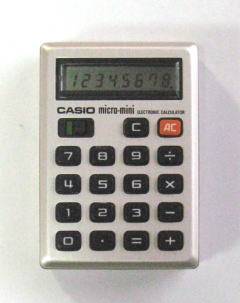 12345678.
CASIO micro-mini ELECTRONIC CALCULATOR
C AC
7 8 9 ÷
4 5 6 ×
1 2 3 -
0 · = +